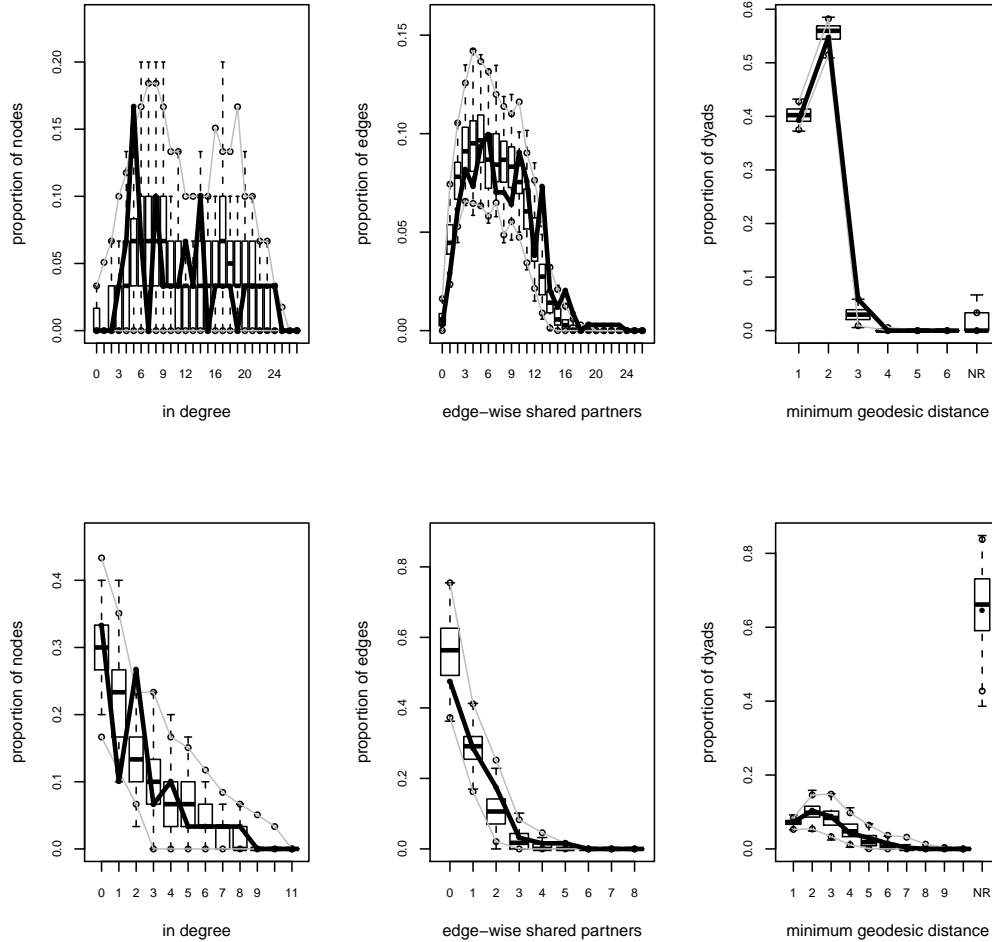 proportion of nodes
0.00 0.05 0.10 0.15 0.20
0 3 6 9 12 16 20 24
in degree
proportion of edges
0.00 0.05 0.10 0.15
0 3 6 9 12 16 20 24
edge−wise shared partners
proportion of dyads
0.0 0.1 0.2 0.3 0.4 0.5 0.6
1 2 3 4 5 6 NR
minimum geodesic distance
proportion of nodes
0.0 0.1 0.2 0.3 0.4
0 1 2 3 4 5 6 7 8 9 11
in degree
proportion of edges
0.0 0.2 0.4 0.6 0.8
0 1 2 3 4 5 6 7 8
edge−wise shared partners
proportion of dyads
0.0 0.2 0.4 0.6 0.8
1 2 3 4 5 6 7 8 9 NR
minimum geodesic distance